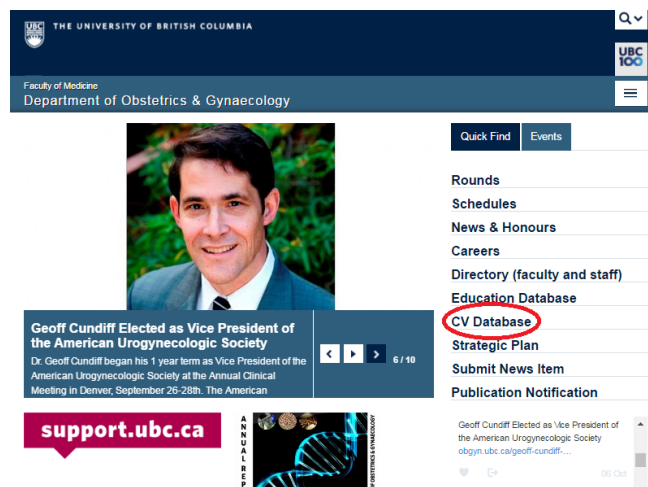 UBC
THE UNIVERSITY OF BRITISH COLUMBIA
UBC
100
Faculty of Medicine
Department of Obstetrics & Gynaecology
Quick Find
Events
Rounds
Schedules
News & Honours
Careers
Directory (faculty and staff)
Education Database
CV Database
Strategic Plan
Submit News Item
Publication Notification
Geoff Cundiff Elected as Vice President of
the American Urogynecologic Society
Dr. Geoff Cundiff began his 1 year term as Vice President of the
American Urogynecologic Society at the Annual Clinical
Meeting in Denver, September 26-28th. The American
6 / 10
support.ubc.ca
ANNUAL REP
OF OBSTETRICS & GYNAECOLOGY
Geoff Cundiff Elected as Vice President of
the American Urogynecologic Society
obgyn.ubc.ca/geoff-cundiff-...
06 Oct